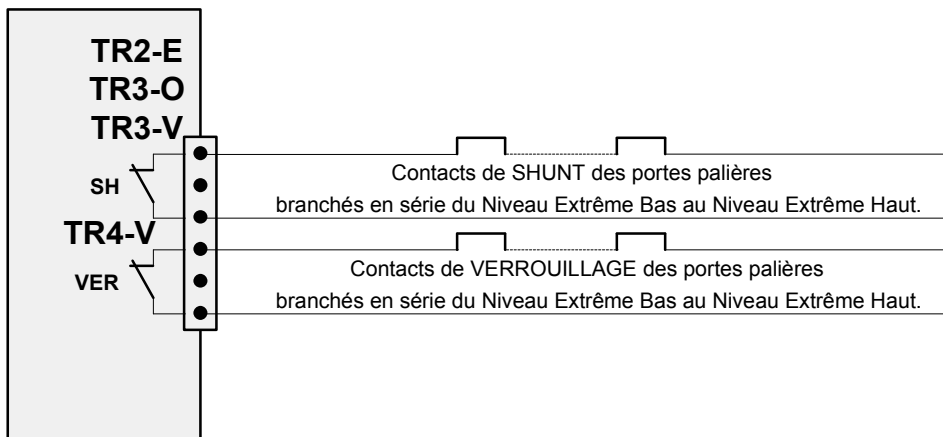 TR2-E
TR3-O
TR3-V
SH
Contacts de SHUNT des portes palières
branchés en série du Niveau Extrême Bas au Niveau Extrême Haut.
TR4-V
VER
Contacts de VERROUILLAGE des portes palières
branchés en série du Niveau Extrême Bas au Niveau Extrême Haut.